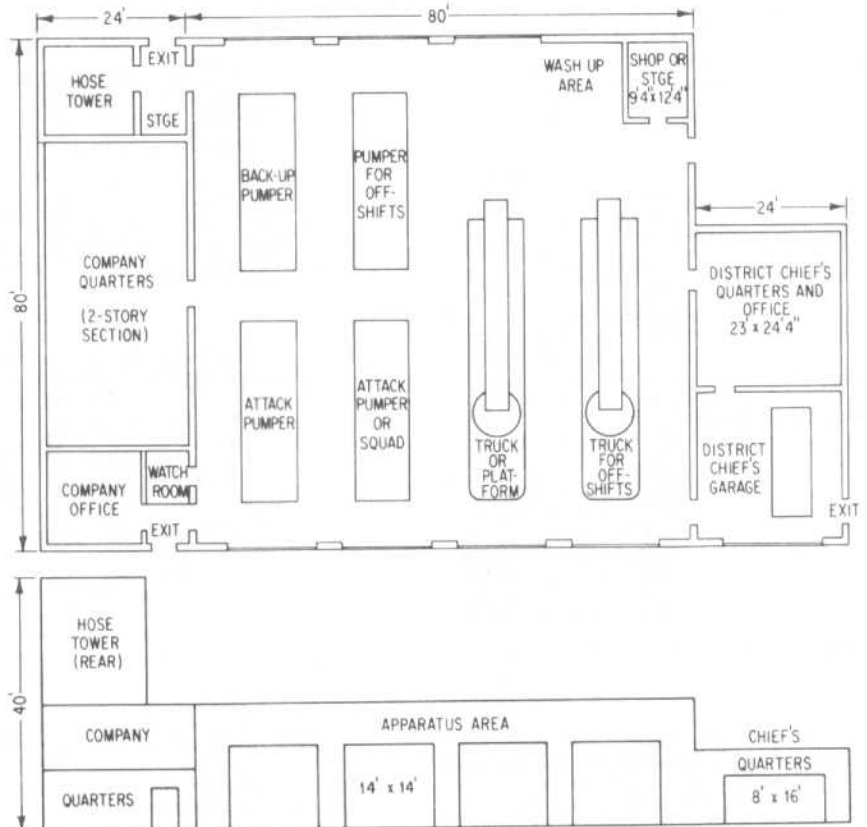 24'
80'
EXIT
HOSE
TOWER
STGE
WASH UP
AREA
SHOP OR
STGE
9'4"x12'4"
BACK-UP
PUMPER
PUMPER
FOR
OFF-
SHIFTS
24'
80'
COMPANY
QUARTERS
(2-STORY
SECTION)
DISTRICT CHIEF'S
QUARTERS AND
OFFICE
23' x 24'4"
ATTACK
PUMPER
ATTACK
PUMPER
OR
SQUAD
TRUCK
OR
PLAT-
FORM
TRUCK
FOR
OFF-
SHIFTS
DISTRICT
CHIEF'S
GARAGE
EXIT
WATCH
ROOM
COMPANY
OFFICE
EXIT
40'
HOSE
TOWER
(REAR)
COMPANY
QUARTERS
APPARATUS AREA
14' x 14'
CHIEF'S
QUARTERS
8' x 16'